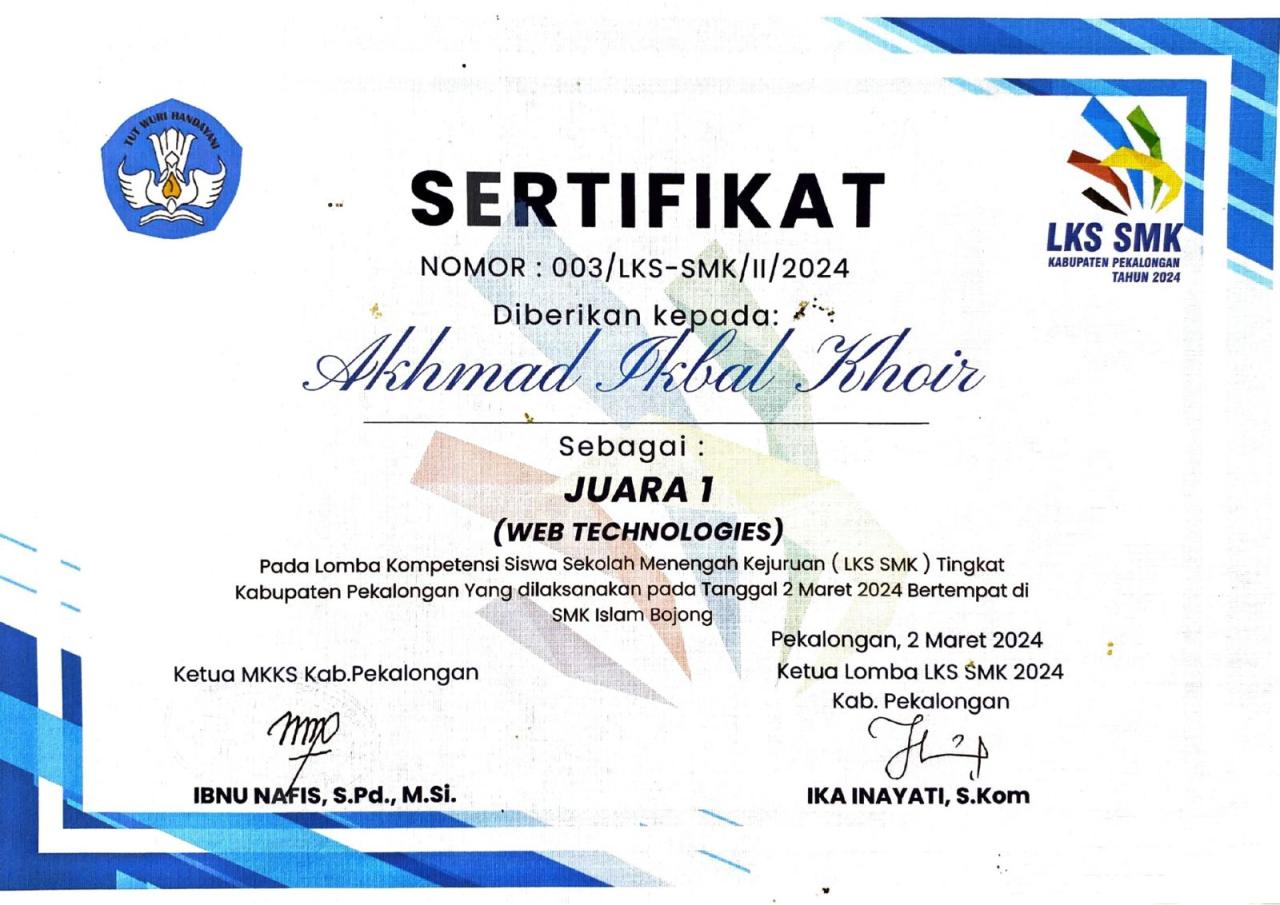 TUT WURI HANDAYANI
SERTIFIKAT
LKS SMK
KABUPATEN PEKALONGAN
TAHUN 2024
NOMOR : 003/LKS-SMK/II/2024
Diberikan kepada:
Akhmad Ikbal Khoir
Sebagai :
JUARA 1
(WEB TECHNOLOGIES)
Pada Lomba Kompetensi Siswa Sekolah Menengah Kejuruan ( LKS SMK ) Tingkat
Kabupaten Pekalongan Yang dilaksanakan pada Tanggal 2 Maret 2024 Bertempat di
SMK Islam Bojong
Pekalongan, 2 Maret 2024
Ketua MKKS Kab.Pekalongan
Ketua Lomba LKS SMK 2024
Kab. Pekalongan
IBNU NAFIS, S.Pd., M.Si.
IKA INAYATI, S.Kom